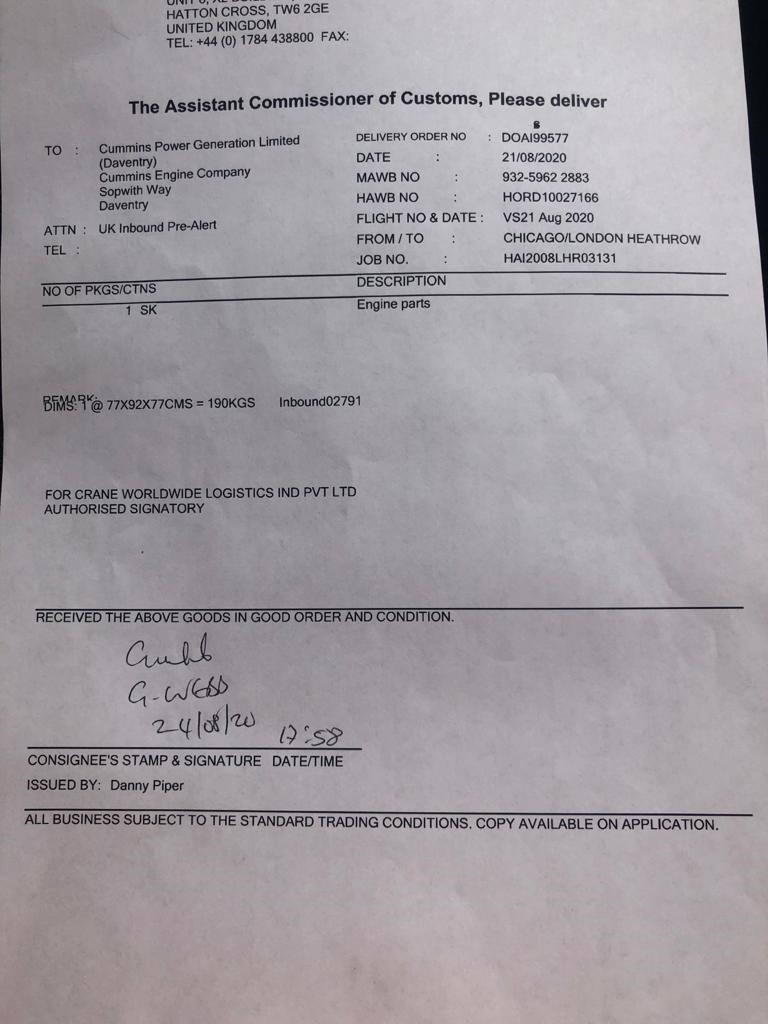 HATTON CROSS, TW6 2GE
UNITED KINGDOM
TEL: +44 (0) 1784 438800 FAX:
The Assistant Commissioner of Customs, Please deliver
TO : Cummins Power Generation Limited
(Daventry)
Cummins Engine Company
Sopwith Way
Daventry
ATTN : UK Inbound Pre-Alert
TEL :
DELIVERY ORDER NO : DOAI99577
DATE : 21/08/2020
MAWB NO : 932-5962 2883
HAWB NO : HORD10027166
FLIGHT NO & DATE : VS21 Aug 2020
FROM / TO : CHICAGO/LONDON HEATHROW
JOB NO. : HAI2008LHR03131
NO OF PKGS/CTNS DESCRIPTION
1 SK Engine parts
REMARK:
DIMS: 1 @ 77X92X77CMS = 190KGS Inbound02791
FOR CRANE WORLDWIDE LOGISTICS IND PVT LTD
AUTHORISED SIGNATORY
RECEIVED THE ABOVE GOODS IN GOOD ORDER AND CONDITION.
G-WEBB
24/08/20 17:58
CONSIGNEE'S STAMP & SIGNATURE DATE/TIME
ISSUED BY: Danny Piper
ALL BUSINESS SUBJECT TO THE STANDARD TRADING CONDITIONS. COPY AVAILABLE ON APPLICATION.